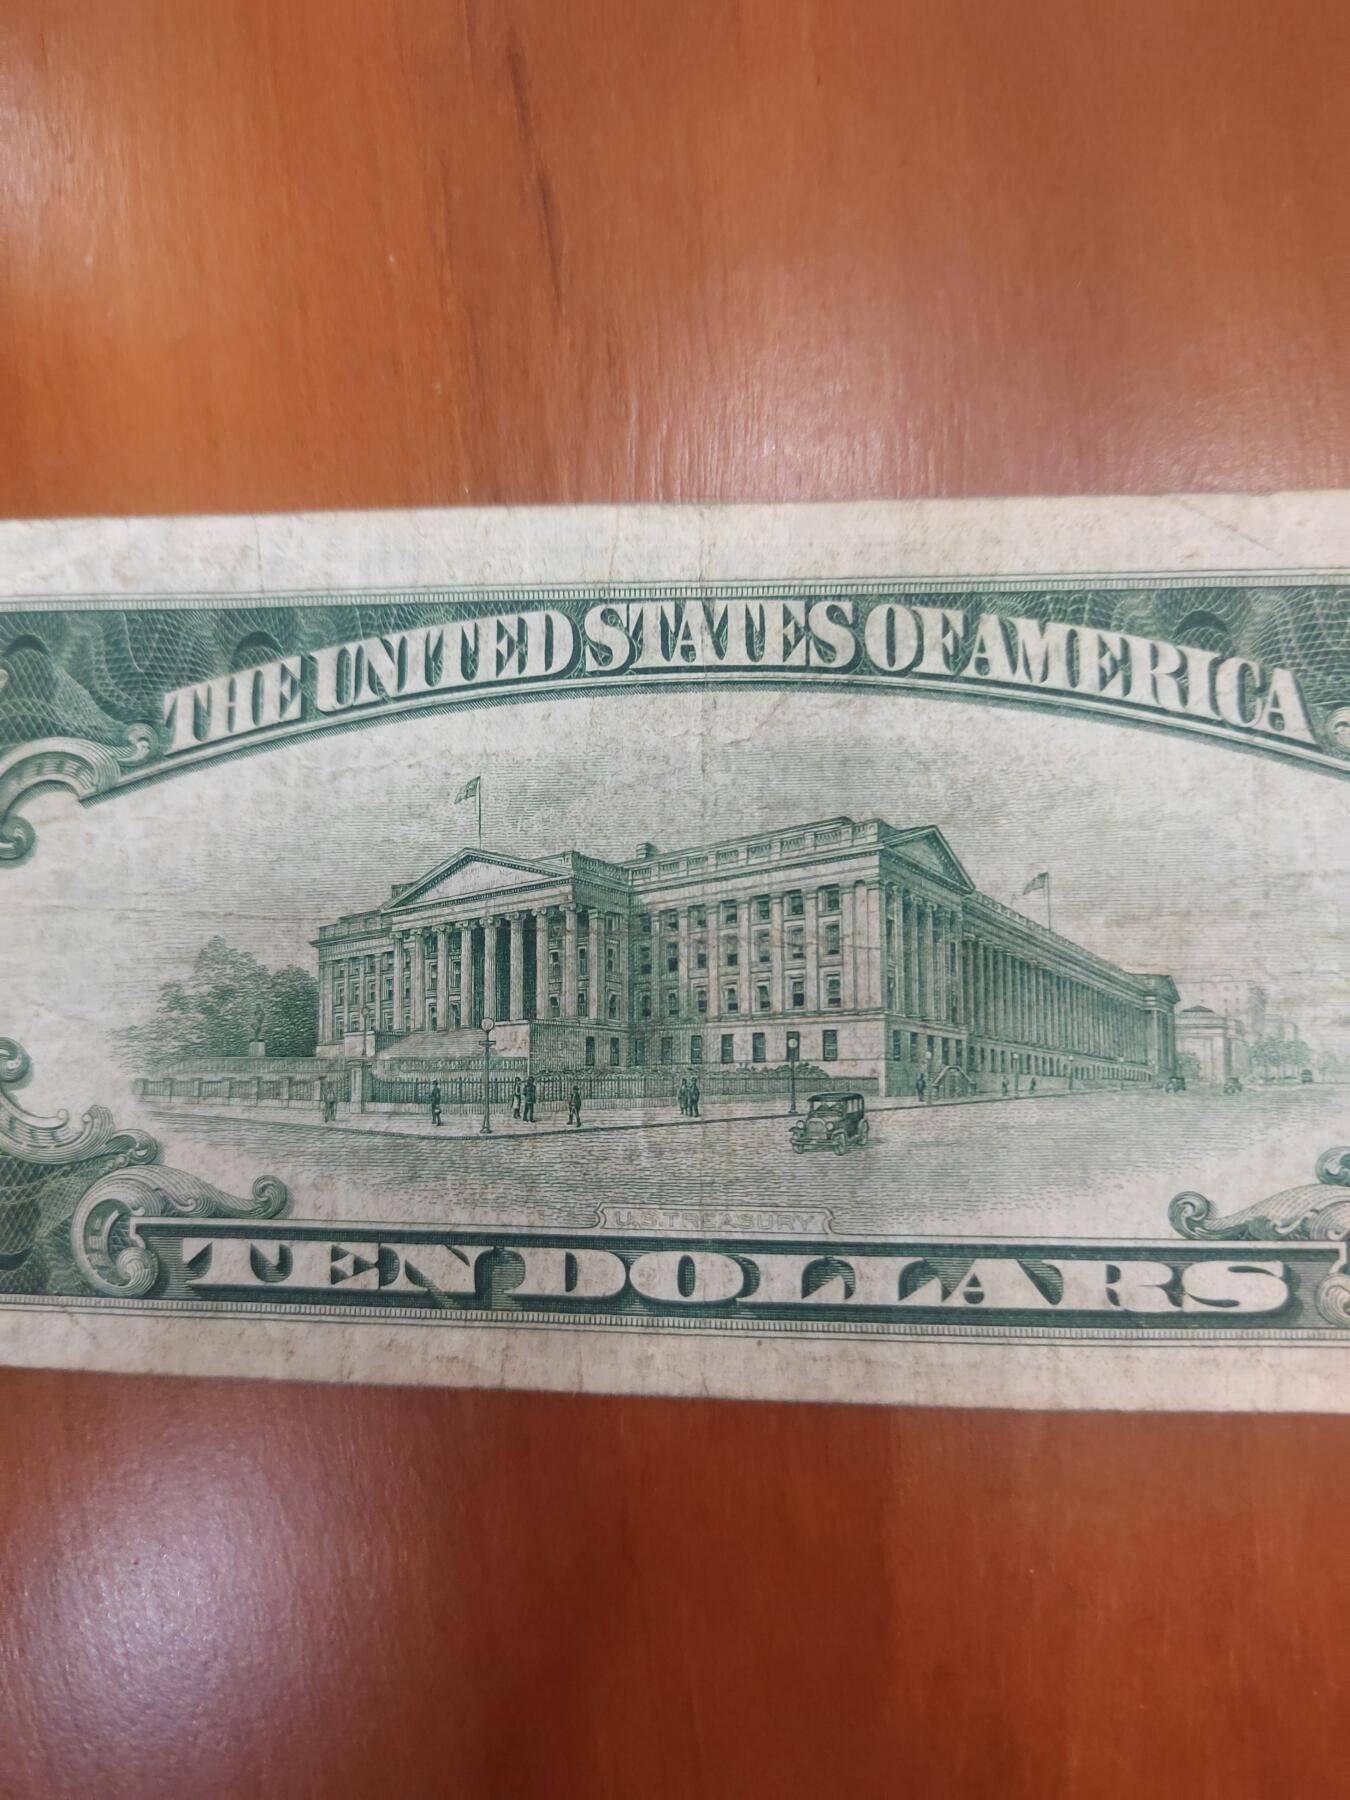 THE UNITED STATES OF AMERICA
U.S. TREASURY
TEN DOLLARS